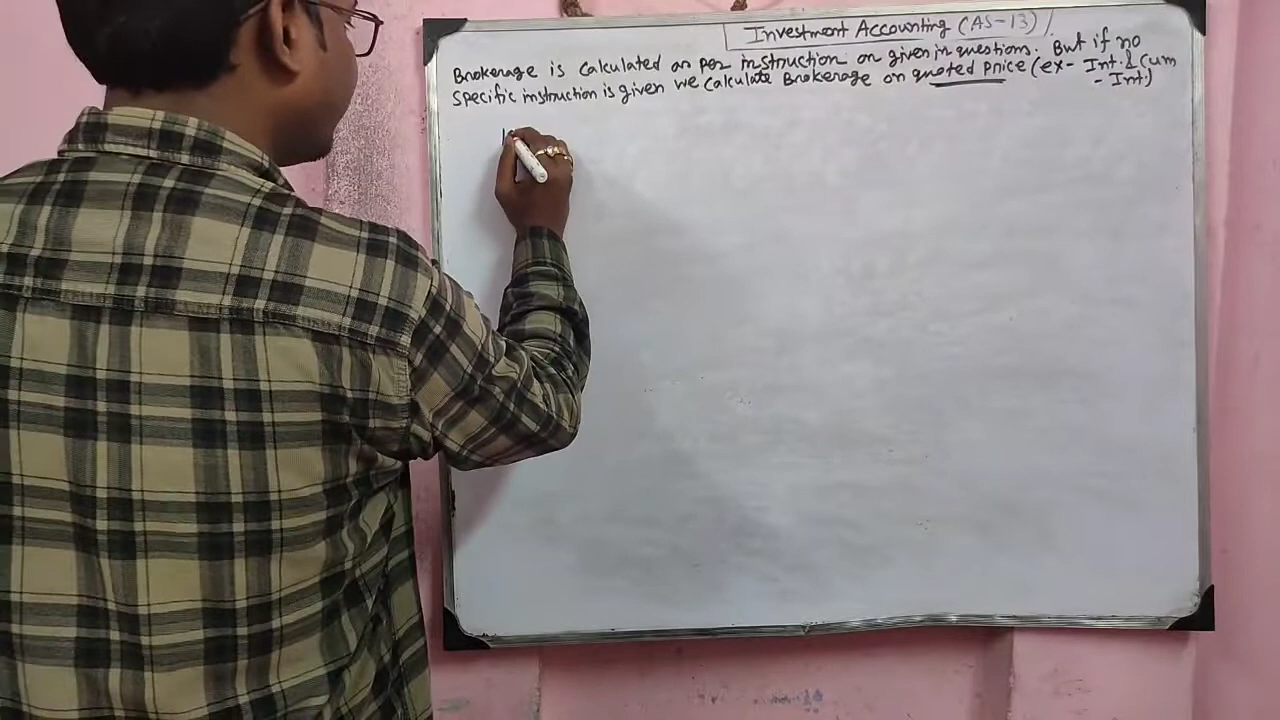 Investment Accounting (AS-13)
Brokerage is calculated as per instruction or given in questions. But if no
specific instruction is given we calculate Brokerage on quoted price (ex- Int. & cum
- Int.)